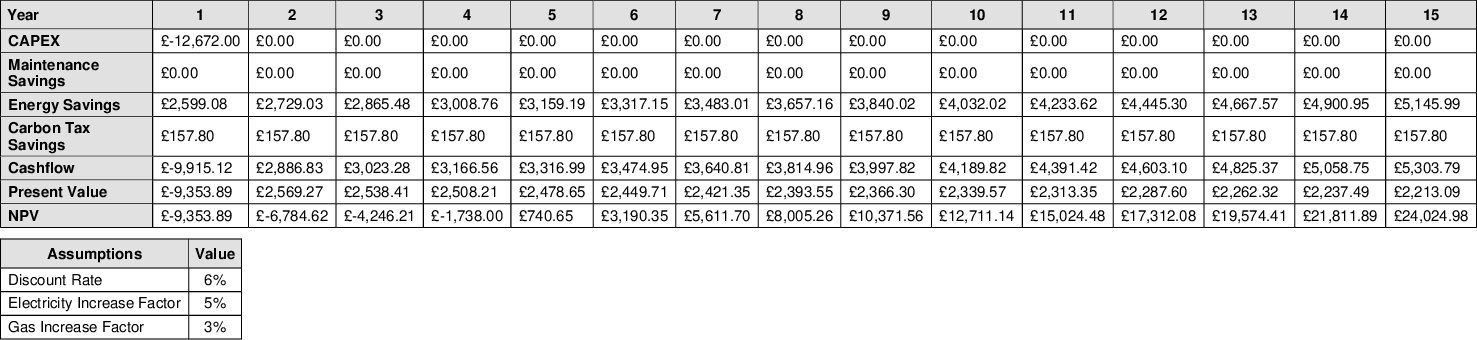 Year 1 2 3 4 5 6 7 8 9 10 11 12 13 14 15
CAPEX £-12,672.00 £0.00 £0.00 £0.00 £0.00 £0.00 £0.00 £0.00 £0.00 £0.00 £0.00 £0.00 £0.00 £0.00 £0.00
Maintenance
Savings £0.00 £0.00 £0.00 £0.00 £0.00 £0.00 £0.00 £0.00 £0.00 £0.00 £0.00 £0.00 £0.00 £0.00 £0.00
Energy Savings £2,599.08 £2,729.03 £2,865.48 £3,008.76 £3,159.19 £3,317.15 £3,483.01 £3,657.16 £3,840.02 £4,032.02 £4,233.62 £4,445.30 £4,667.57 £4,900.95 £5,145.99
Carbon Tax
Savings £157.80 £157.80 £157.80 £157.80 £157.80 £157.80 £157.80 £157.80 £157.80 £157.80 £157.80 £157.80 £157.80 £157.80 £157.80
Cashflow £-9,915.12 £2,886.83 £3,023.28 £3,166.56 £3,316.99 £3,474.95 £3,640.81 £3,814.96 £3,997.82 £4,189.82 £4,391.42 £4,603.10 £4,825.37 £5,058.75 £5,303.79
Present Value £-9,353.89 £2,569.27 £2,538.41 £2,508.21 £2,478.65 £2,449.71 £2,421.35 £2,393.55 £2,366.30 £2,339.57 £2,313.35 £2,287.60 £2,262.32 £2,237.49 £2,213.09
NPV £-9,353.89 £-6,784.62 £-4,246.21 £-1,738.00 £740.65 £3,190.35 £5,611.70 £8,005.26 £10,371.56 £12,711.14 £15,024.48 £17,312.08 £19,574.41 £21,811.89 £24,024.98
Assumptions Value
Discount Rate 6%
Electricity Increase Factor 5%
Gas Increase Factor 3%